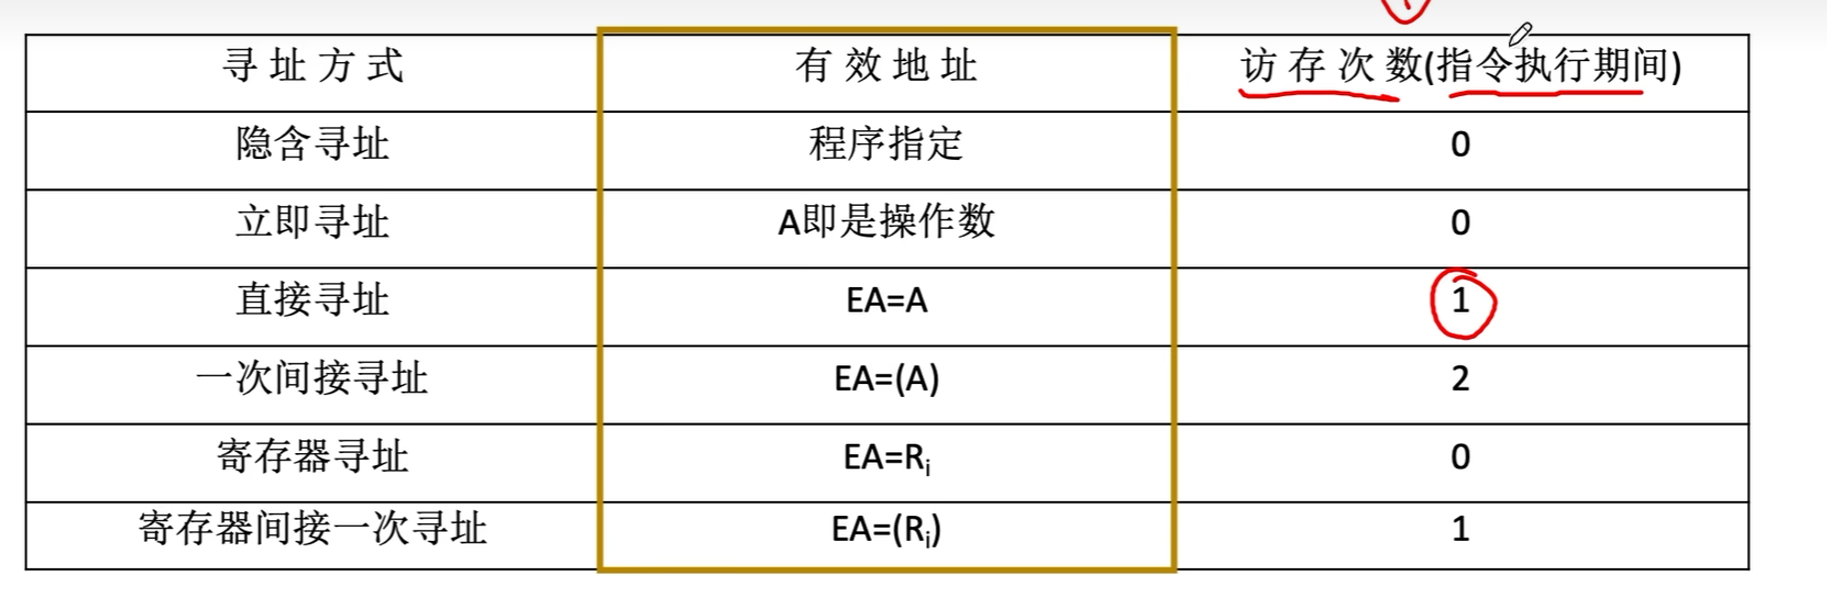 寻址方式 有效地址 访存次数(指令执行期间)
隐含寻址 程序指定 0
立即寻址 A即是操作数 0
直接寻址 EA=A 1
一次间接寻址 EA=(A) 2
寄存器寻址 EA=Ri 0
寄存器间接一次寻址 EA=(Ri) 1